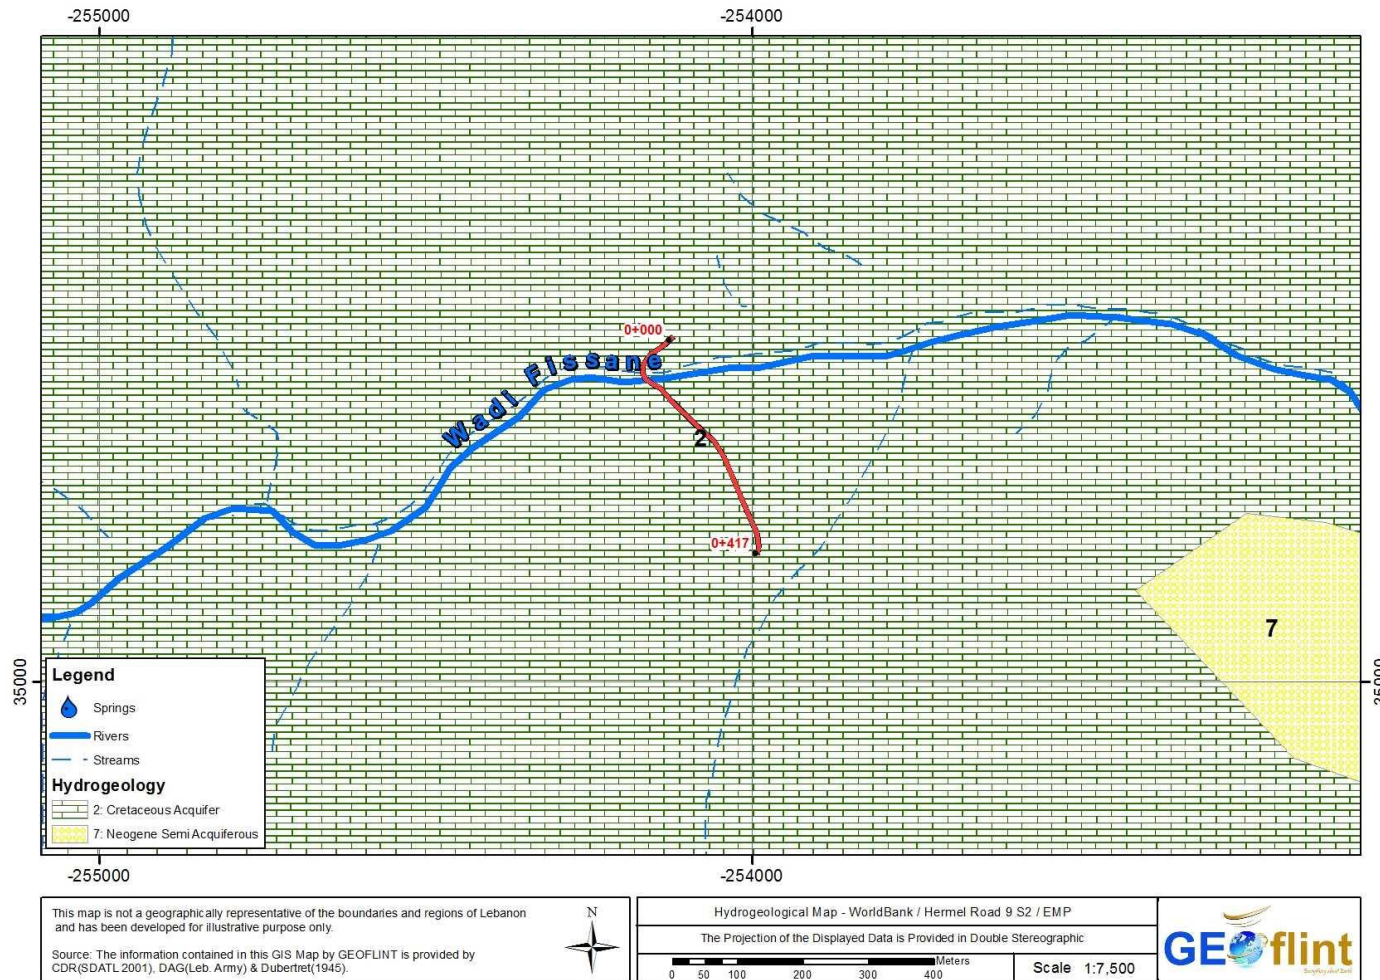 -255000
-254000
0+000
Wadi Fissane
2
0+417
7
35000
35000
Legend
Springs
Rivers
Streams
Hydrogeology
2: Cretaceous Acquifer
7: Neogene Semi Acquiferous
-255000
-254000
This map is not a geographically representative of the boundaries and regions of Lebanon
and has been developed for illustrative purpose only.
Source: The information contained in this GIS Map by GEOFLINT is provided by
CDR(SDATL 2001), DAG(Leb. Army) & Dubertret(1945).
N
Hydrogeological Map - WorldBank / Hermel Road 9 S2 / EMP
The Projection of the Displayed Data is Provided in Double Stereographic
Meters
0 50 100 200 300 400
Scale 1:7,500
GEOflint